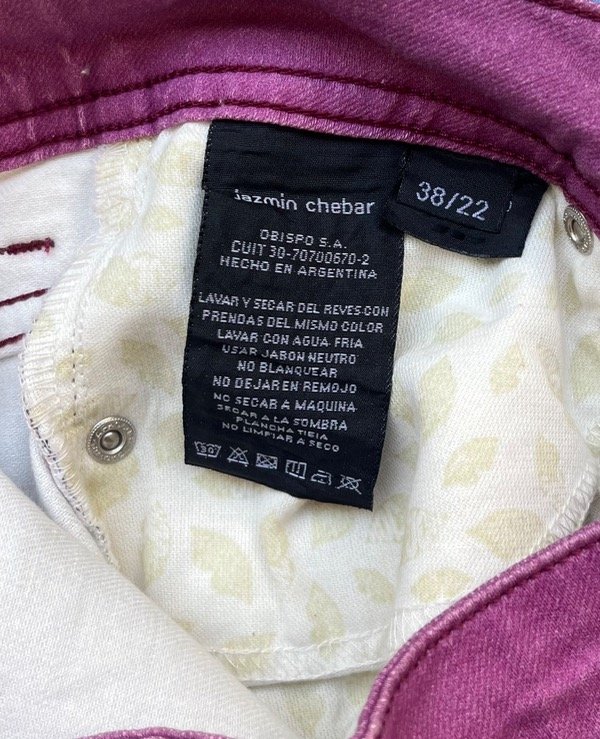 jazmin chebar
38/22
OBISPO S.A.
CUIT 30-70700670-2
HECHO EN ARGENTINA
LAVAR Y SECAR DEL REVES CON
PRENDAS DEL MISMO COLOR
LAVAR CON AGUA FRIA
USAR JABON NEUTRO
NO BLANQUEAR
NO DEJAR EN REMOJO
NO SECAR A MAQUINA
SECAR A LA SOMBRA
PLANCHA TIBIA
NO LIMPIAR A SECO
30